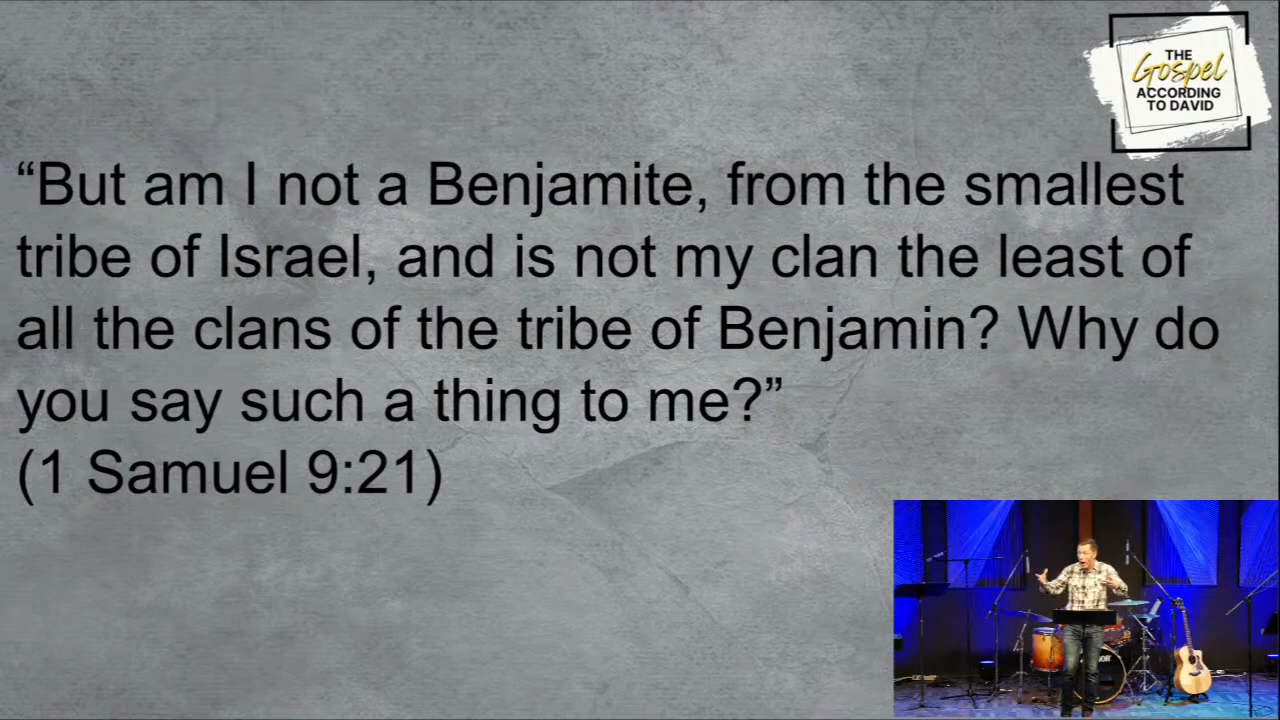 THE
Gospel
ACCORDING
TO DAVID
“But am I not a Benjamite, from the smallest
tribe of Israel, and is not my clan the least of
all the clans of the tribe of Benjamin? Why do
you say such a thing to me?”
(1 Samuel 9:21)